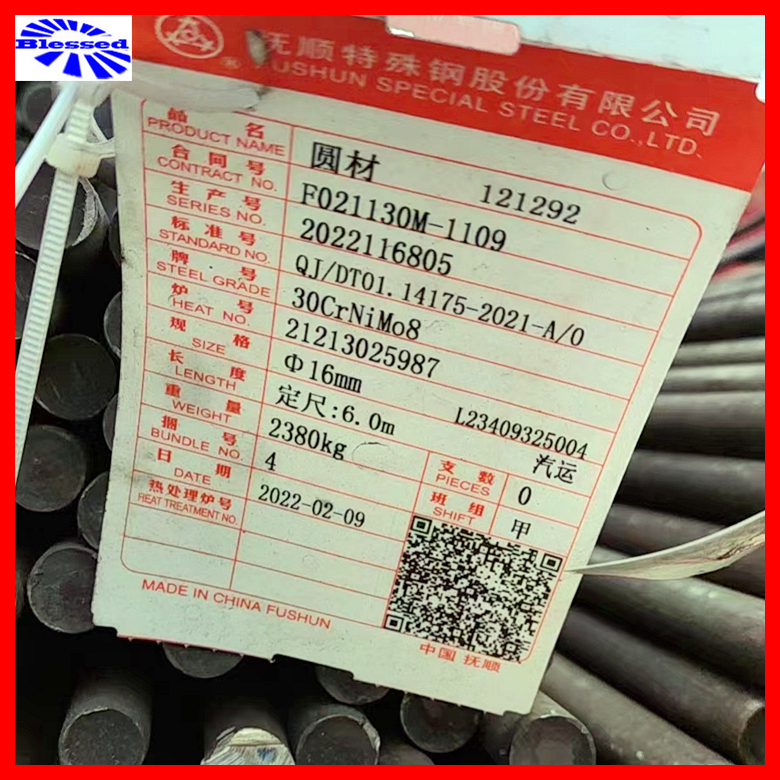 Blessed
抚顺特殊钢股份有限公司
® FUSHUN SPECIAL STEEL CO.,LTD.
品 名 圆材 121292
PRODUCT NAME
合同号 F021130M-1109
CONTRACT NO.
生产号 2022116805
SERIES NO.
标准号 QJ/DT01.14175-2021-A/0
STANDARD NO.
牌 号 30CrNiMo8
STEEL GRADE
炉 号 21213025987
HEAT NO.
规 格 Φ16mm L23409325004
SIZE
长 度 定尺:6.0m 汽运
LENGTH
重 量 2380kg 支数 0
WEIGHT PIECES
捆 号 4 班组 甲
BUNDLE NO. SHIFT
日 期 2022-02-09
DATE
热处理炉号
HEAT TREATMENT NO.
MADE IN CHINA FUSHUN
中国 抚顺